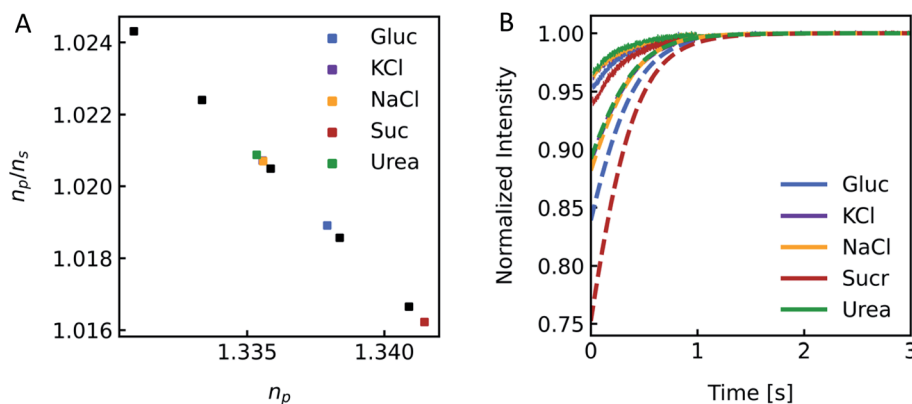 A
1.024
1.022
1.020
1.018
1.016
n_p/n_s
1.335
1.340
n_p
Gluc
KCl
NaCl
Suc
Urea
B
1.00
0.95
0.90
0.85
0.80
0.75
Normalized Intensity
0
1
2
3
Time [s]
Gluc
KCl
NaCl
Sucr
Urea